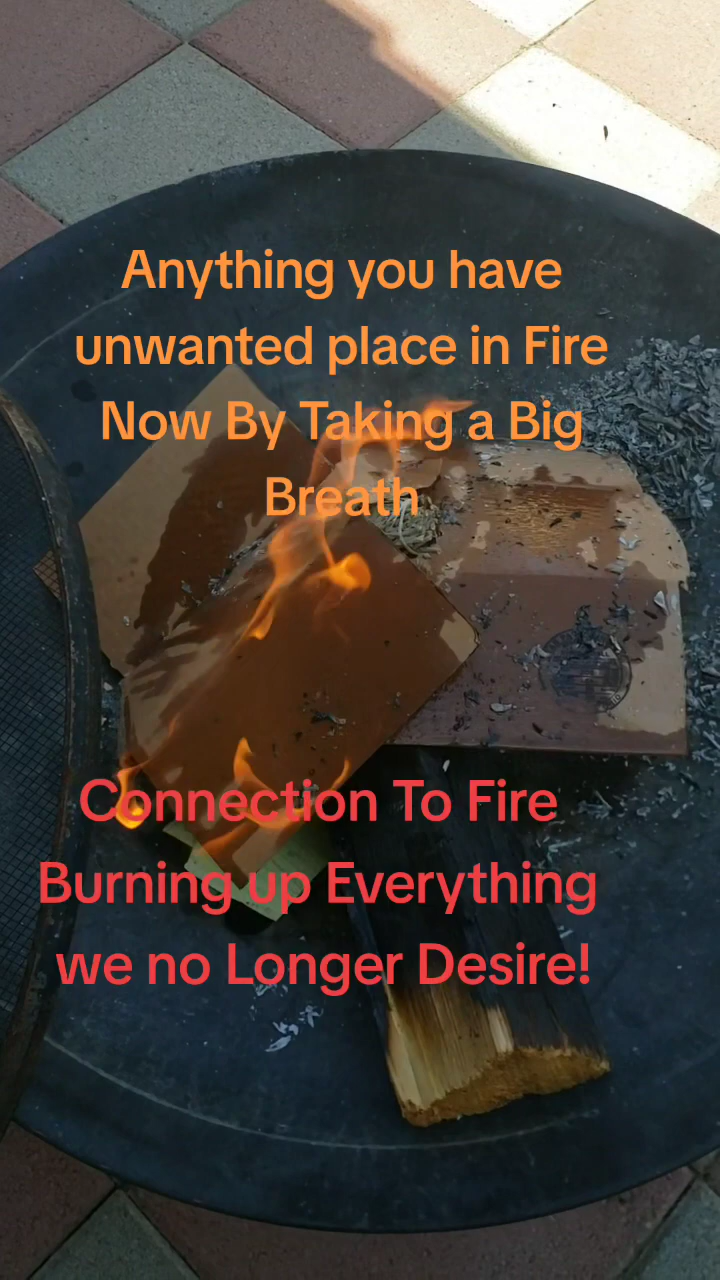 Anything you have
unwanted place in Fire
Now By Taking a Big
Breath
Connection To Fire
Burning up Everything
we no Longer Desire!